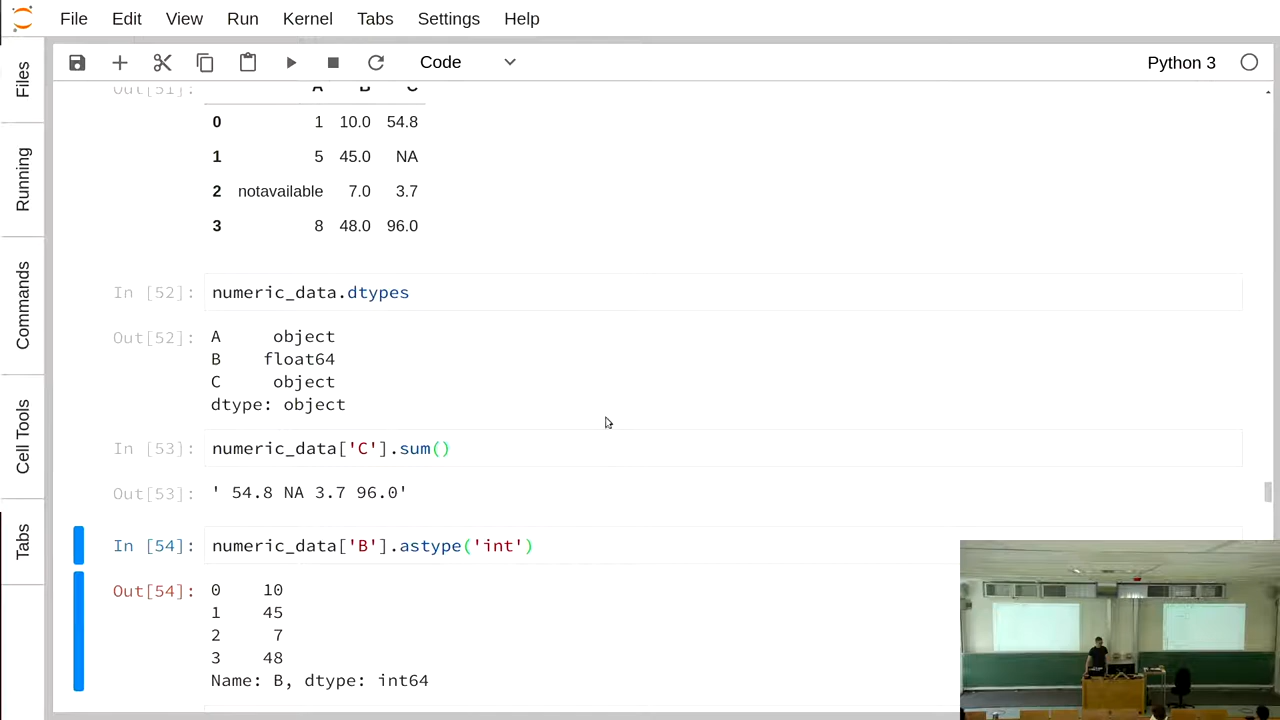 File Edit View Run Kernel Tabs Settings Help
Code
Python 3
Files
Running
Commands
Cell Tools
Tabs
Out[51]:
A B C
0 1 10.0 54.8
1 5 45.0 NA
2 notavailable 7.0 3.7
3 8 48.0 96.0
In [52]: numeric_data.dtypes
Out[52]: A object
B float64
C object
dtype: object
In [53]: numeric_data['C'].sum()
Out[53]: ' 54.8 NA 3.7 96.0'
In [54]: numeric_data['B'].astype('int')
Out[54]: 0 10
1 45
2 7
3 48
Name: B, dtype: int64